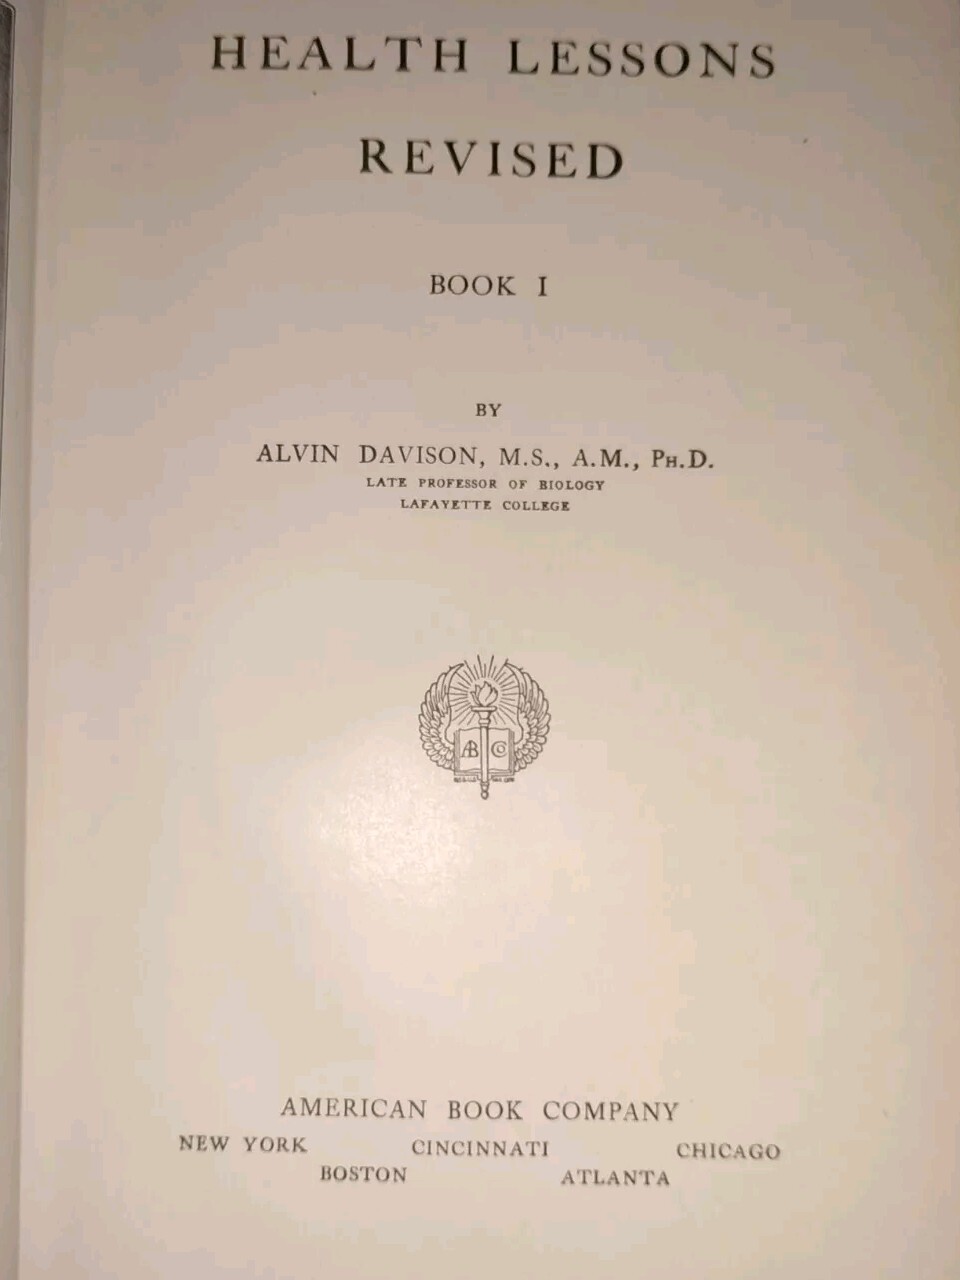 HEALTH LESSONS
REVISED
BOOK I
BY
ALVIN DAVISON, M.S., A.M., PH.D.
LATE PROFESSOR OF BIOLOGY
LAFAYETTE COLLEGE
AB CO
AMERICAN BOOK COMPANY
NEW YORK CINCINNATI CHICAGO
BOSTON ATLANTA